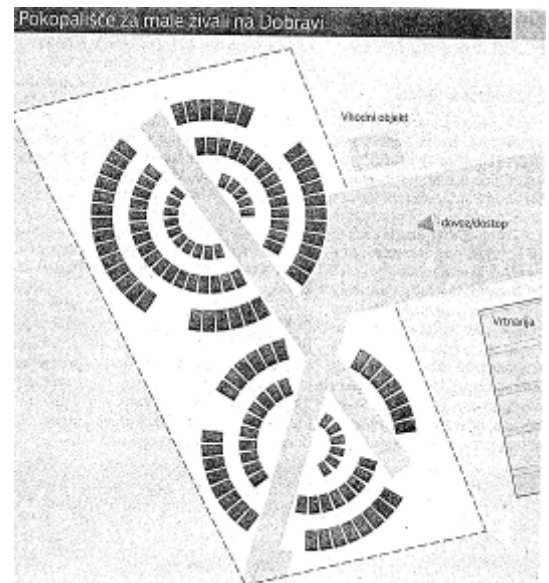 Pokopališče za male živali na Dobravi
Vhodni objekt
dovoz/dostop
Vrtnarija